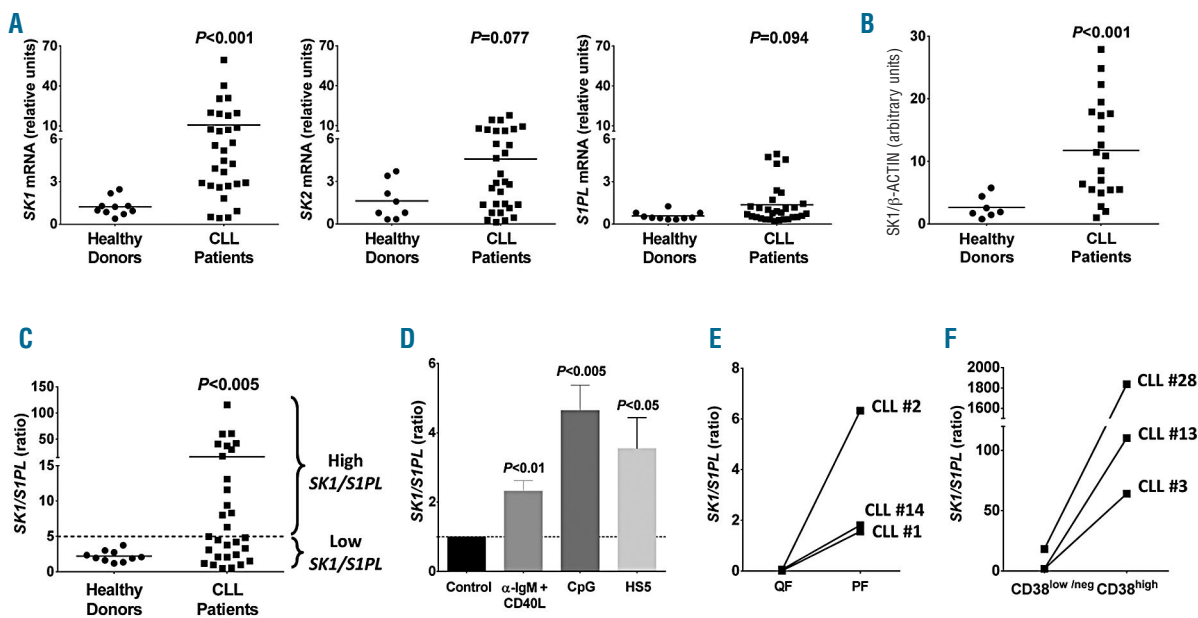 A
P<0.001
SK1 mRNA (relative units)
70
40
10
6
3
0
Healthy
Donors
CLL
Patients
P=0.077
SK2 mRNA (relative units)
70
40
10
6
3
0
Healthy
Donors
CLL
Patients
P=0.094
S1PL mRNA (relative units)
70
40
10
6
3
0
Healthy
Donors
CLL
Patients
B
P<0.001
SK1/β-ACTIN (arbitrary units)
30
20
10
0
Healthy
Donors
CLL
Patients
C
P<0.005
SK1/S1PL (ratio)
150
100
50
15
10
5
0
High
SK1/S1PL
Low
SK1/S1PL
Healthy
Donors
CLL
Patients
D
SK1/S1PL (ratio)
6
4
2
0
P<0.01
P<0.005
P<0.05
Control
α-IgM +
CD40L
CpG
HS5
E
SK1/S1PL (ratio)
8
6
4
2
0
CLL #2
CLL #14
CLL #1
QF
PF
F
SK1/S1PL (ratio)
2000
1800
1600
100
50
0
CLL #28
CLL #13
CLL #3
CD38low /neg
CD38high